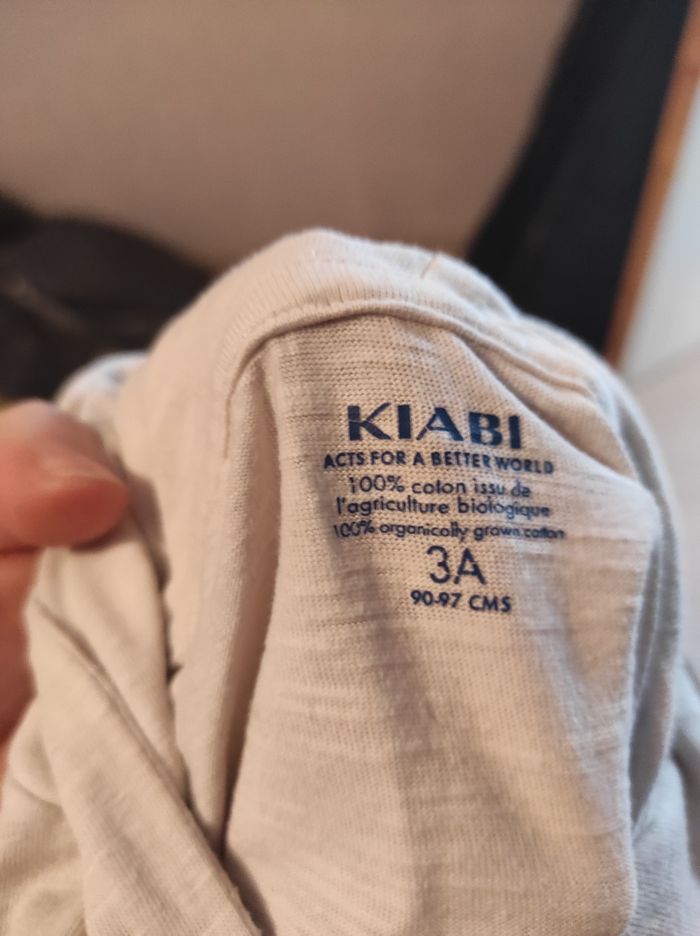 KIABI
ACTS FOR A BETTER WORLD
100% coton issu de
l'agriculture biologique
100% organically grown cotton
3A
90-97 CMS